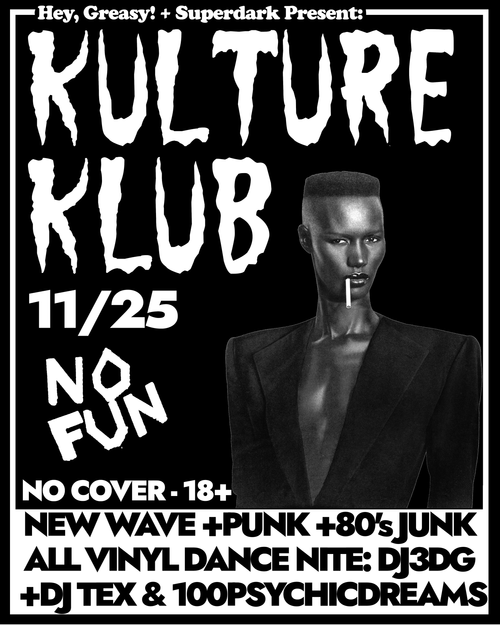 Hey, Greasy! + Superdark Present:
KULTURE
KLUB
11/25
NO
FUN
NO COVER - 18+
NEW WAVE +PUNK +80's JUNK
ALL VINYL DANCE NITE: DJ3DG
+DJ TEX & 100PSYCHICDREAMS